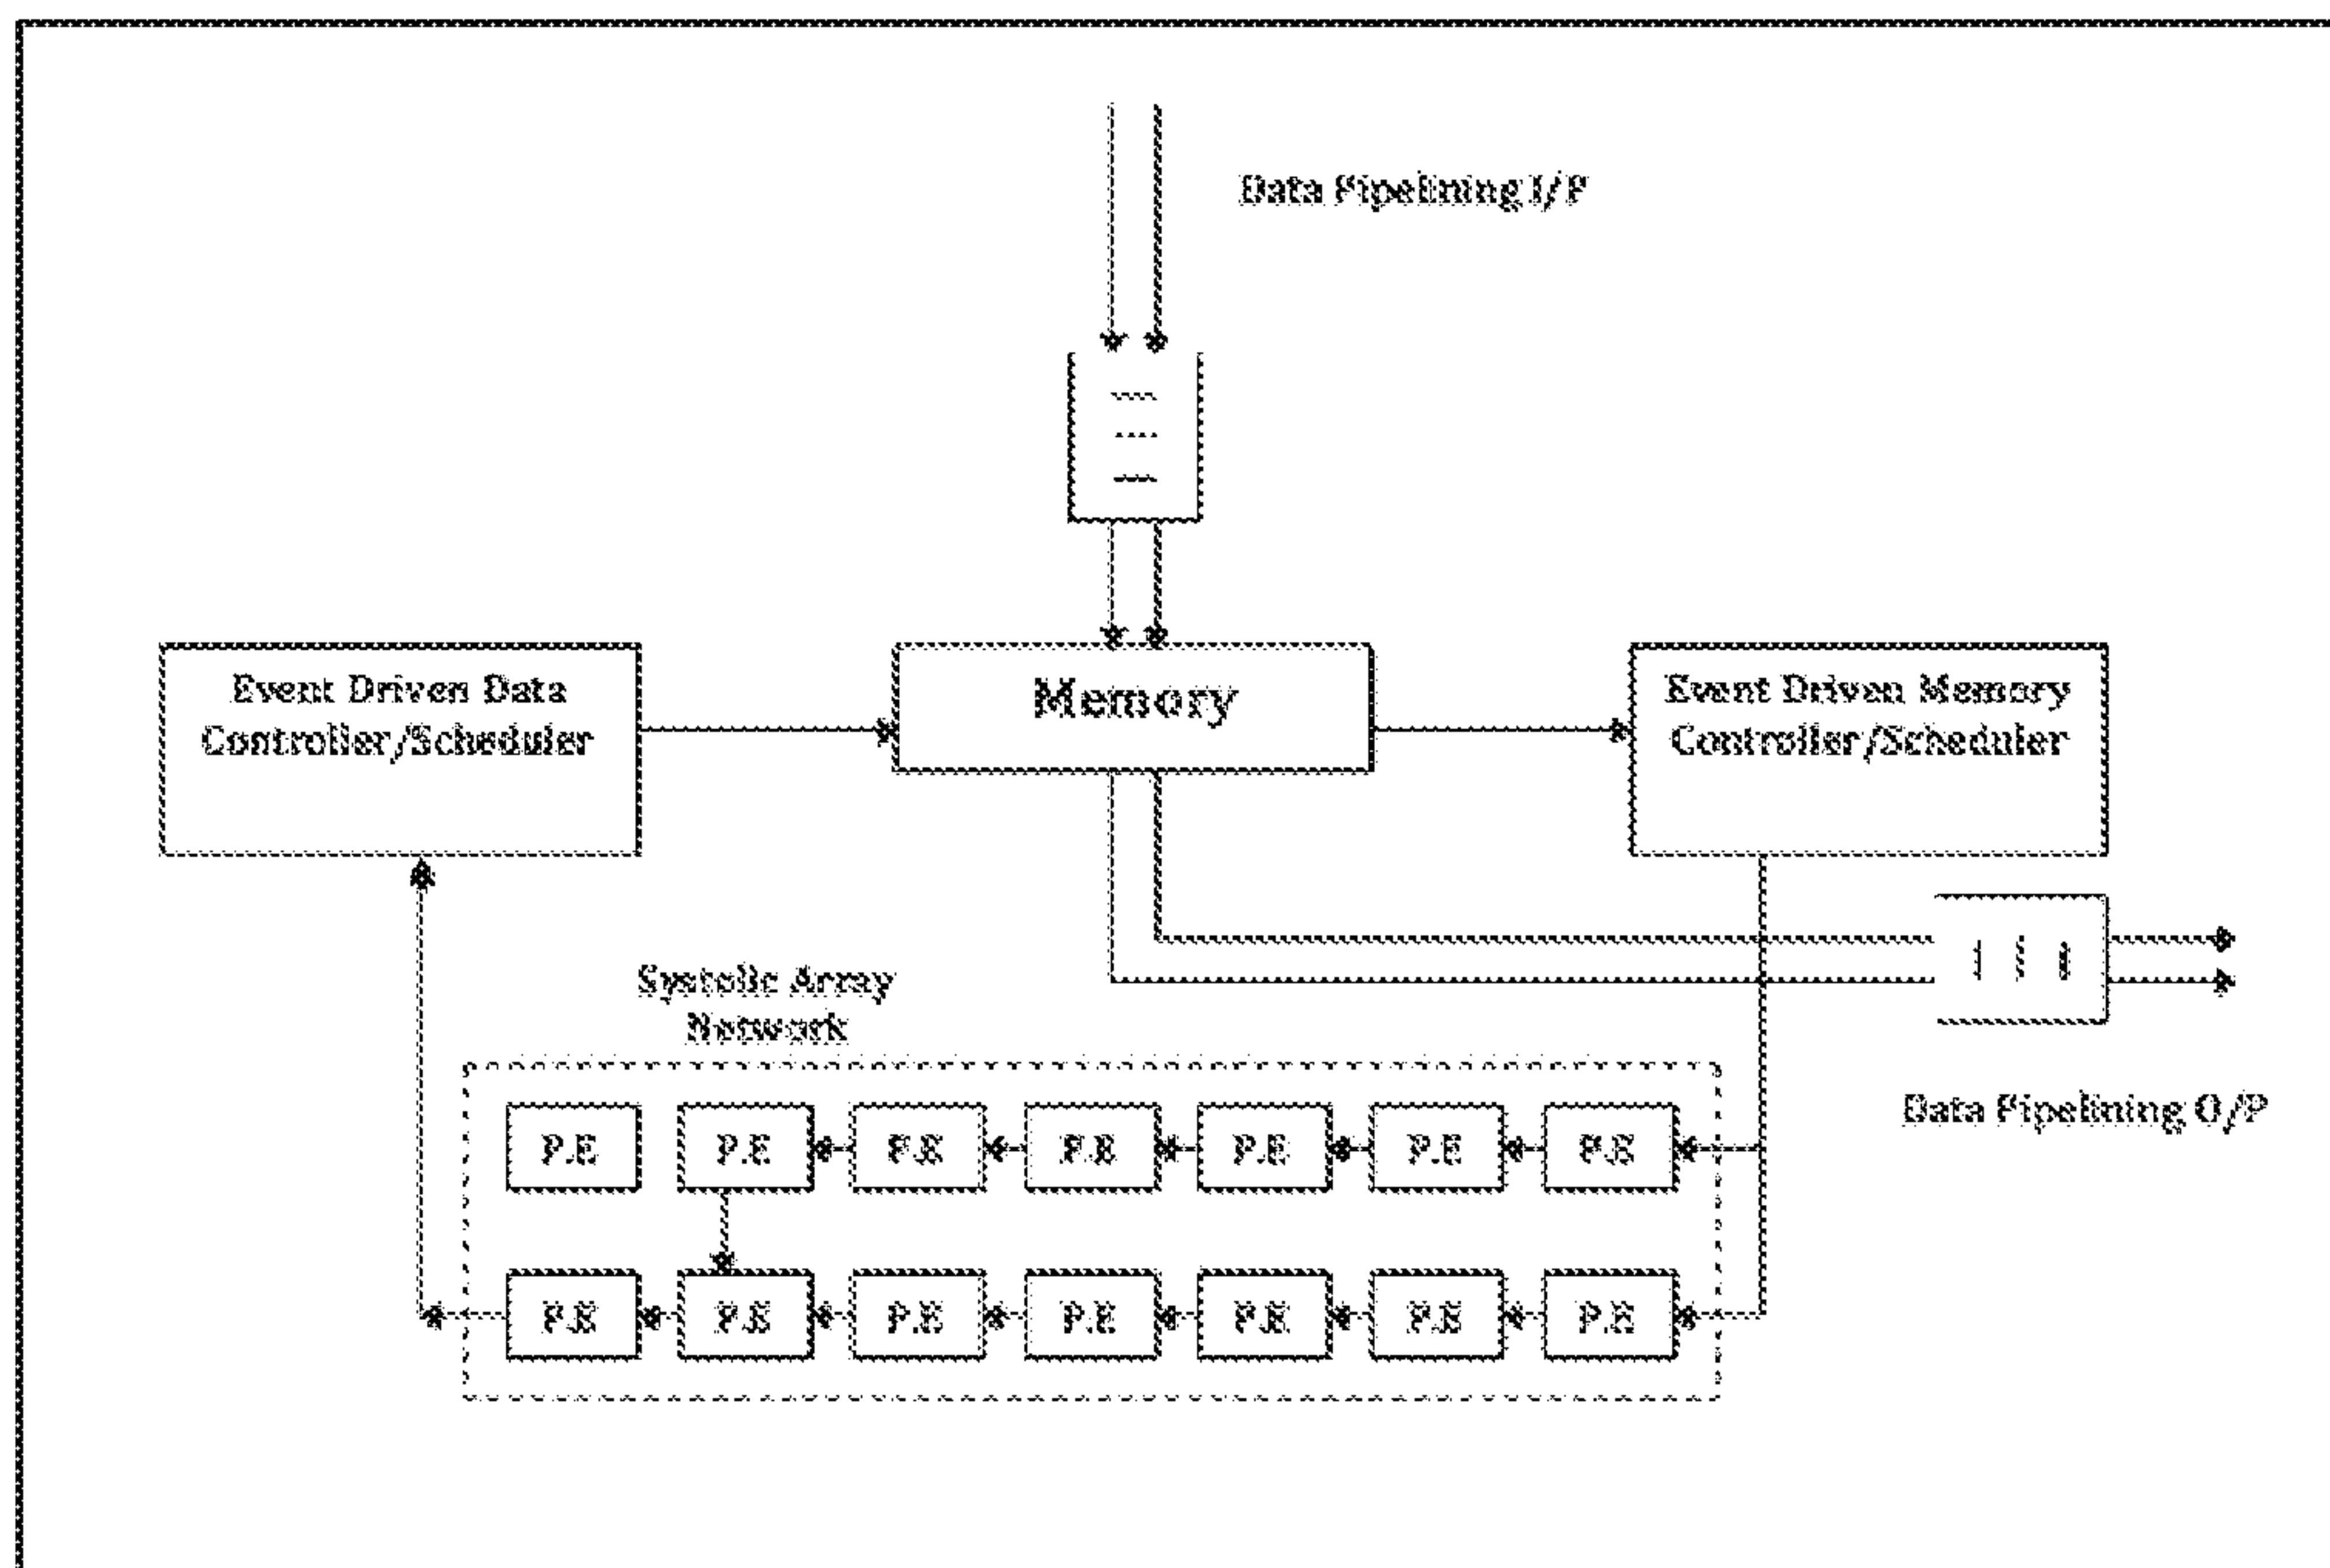 Data Pipelining I/P
Event Driven Data
Controller/Scheduler
Memory
Event Driven Memory
Controller/Scheduler
Systolic Array
Network
Data Pipelining O/P
P.E P.E P.E P.E P.E P.E P.E
P.E P.E P.E P.E P.E P.E P.E